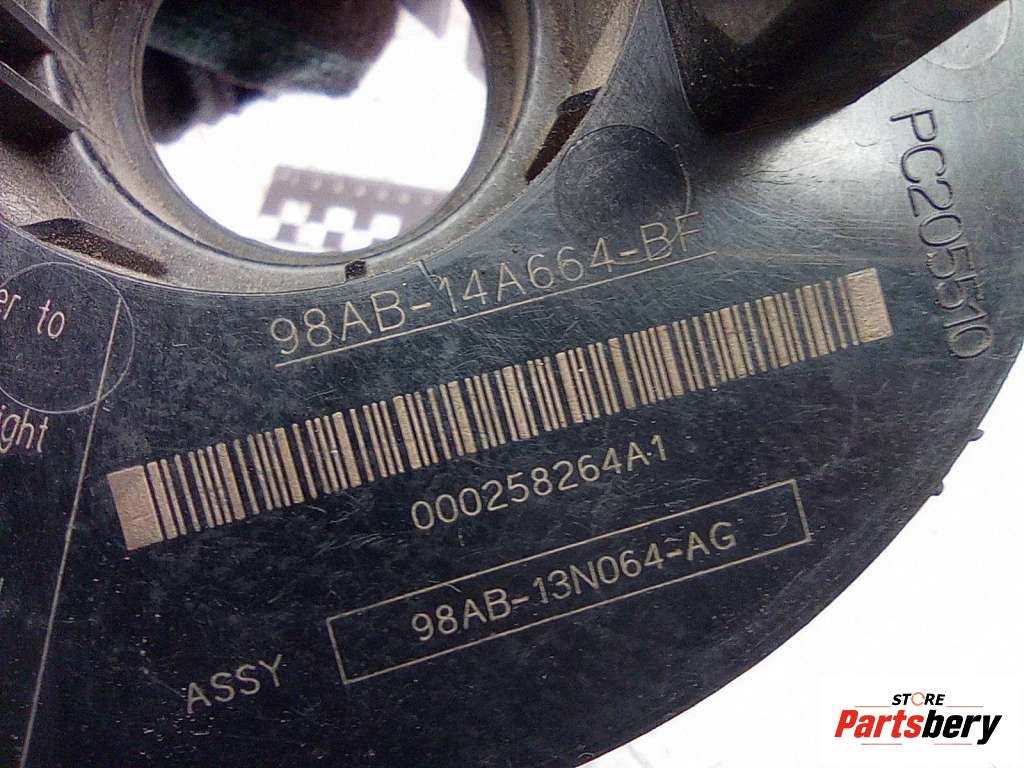 PC205510
98AB-14A664-BF
er to
ight
000258264A1
98AB-13N064-AG
ASSY
STORE
Partsbery